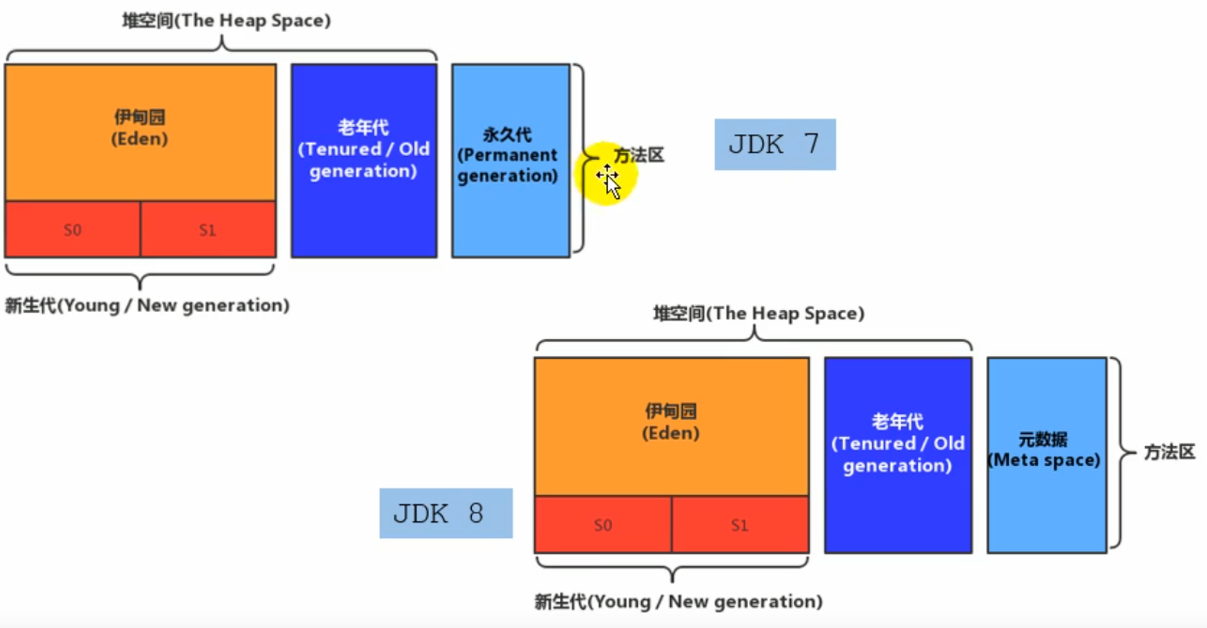 堆空间(The Heap Space)
伊甸园
(Eden)
老年代
(Tenured / Old
generation)
永久代
(Permanent
generation)
方法区
JDK 7
S0
S1
新生代(Young / New generation)
堆空间(The Heap Space)
伊甸园
(Eden)
老年代
(Tenured / Old
generation)
元数据
(Meta space)
方法区
JDK 8
S0
S1
新生代(Young / New generation)